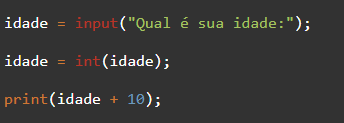 idade = input("Qual é sua idade:");
idade = int(idade);
print(idade + 10);